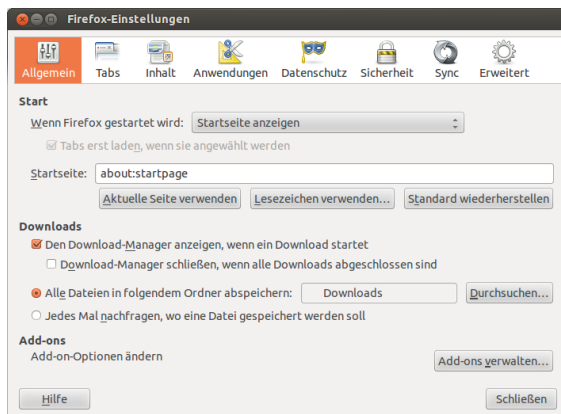 Firefox-Einstellungen
Allgemein Tabs Inhalt Anwendungen Datenschutz Sicherheit Sync Erweitert
Start
Wenn Firefox gestartet wird: Startseite anzeigen
Tabs erst laden, wenn sie angewählt werden
Startseite: about:startpage
Aktuelle Seite verwenden Lesezeichen verwenden... Standard wiederherstellen
Downloads
Den Download-Manager anzeigen, wenn ein Download startet
Download-Manager schließen, wenn alle Downloads abgeschlossen sind
Alle Dateien in folgendem Ordner abspeichern: Downloads Durchsuchen...
Jedes Mal nachfragen, wo eine Datei gespeichert werden soll
Add-ons
Add-on-Optionen ändern
Add-ons verwalten...
Hilfe Schließen